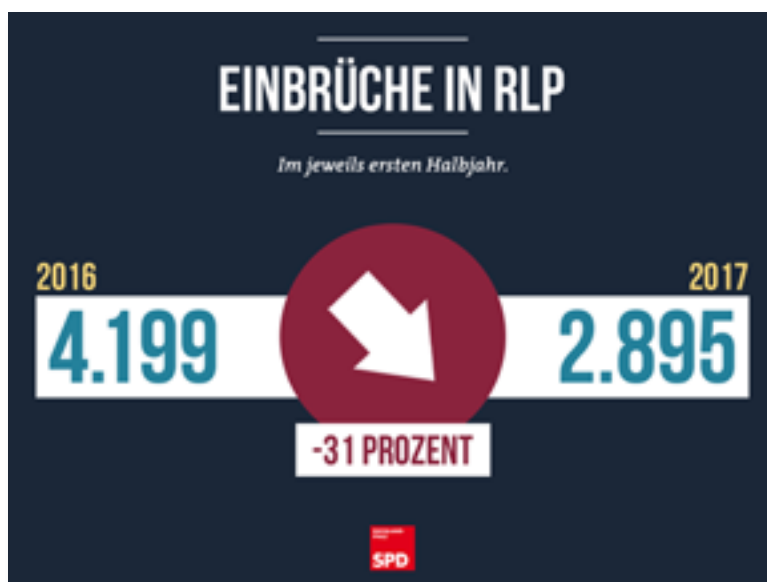 EINBRÜCHE IN RLP
Im jeweils ersten Halbjahr.
2016
2017
4.199
2.895
-31 PROZENT
SPD